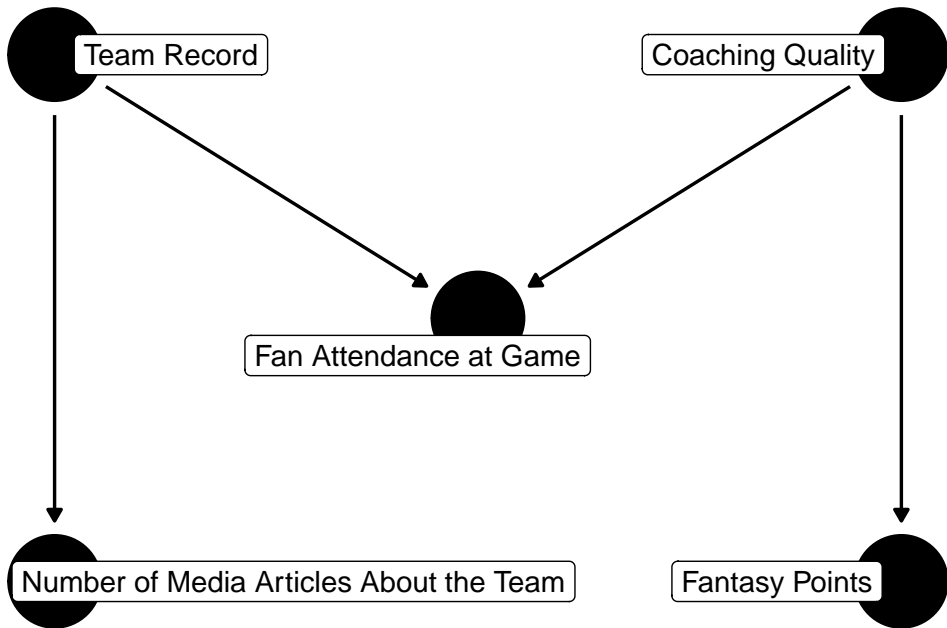 Team Record
Coaching Quality
Fan Attendance at Game
Number of Media Articles About the Team
Fantasy Points